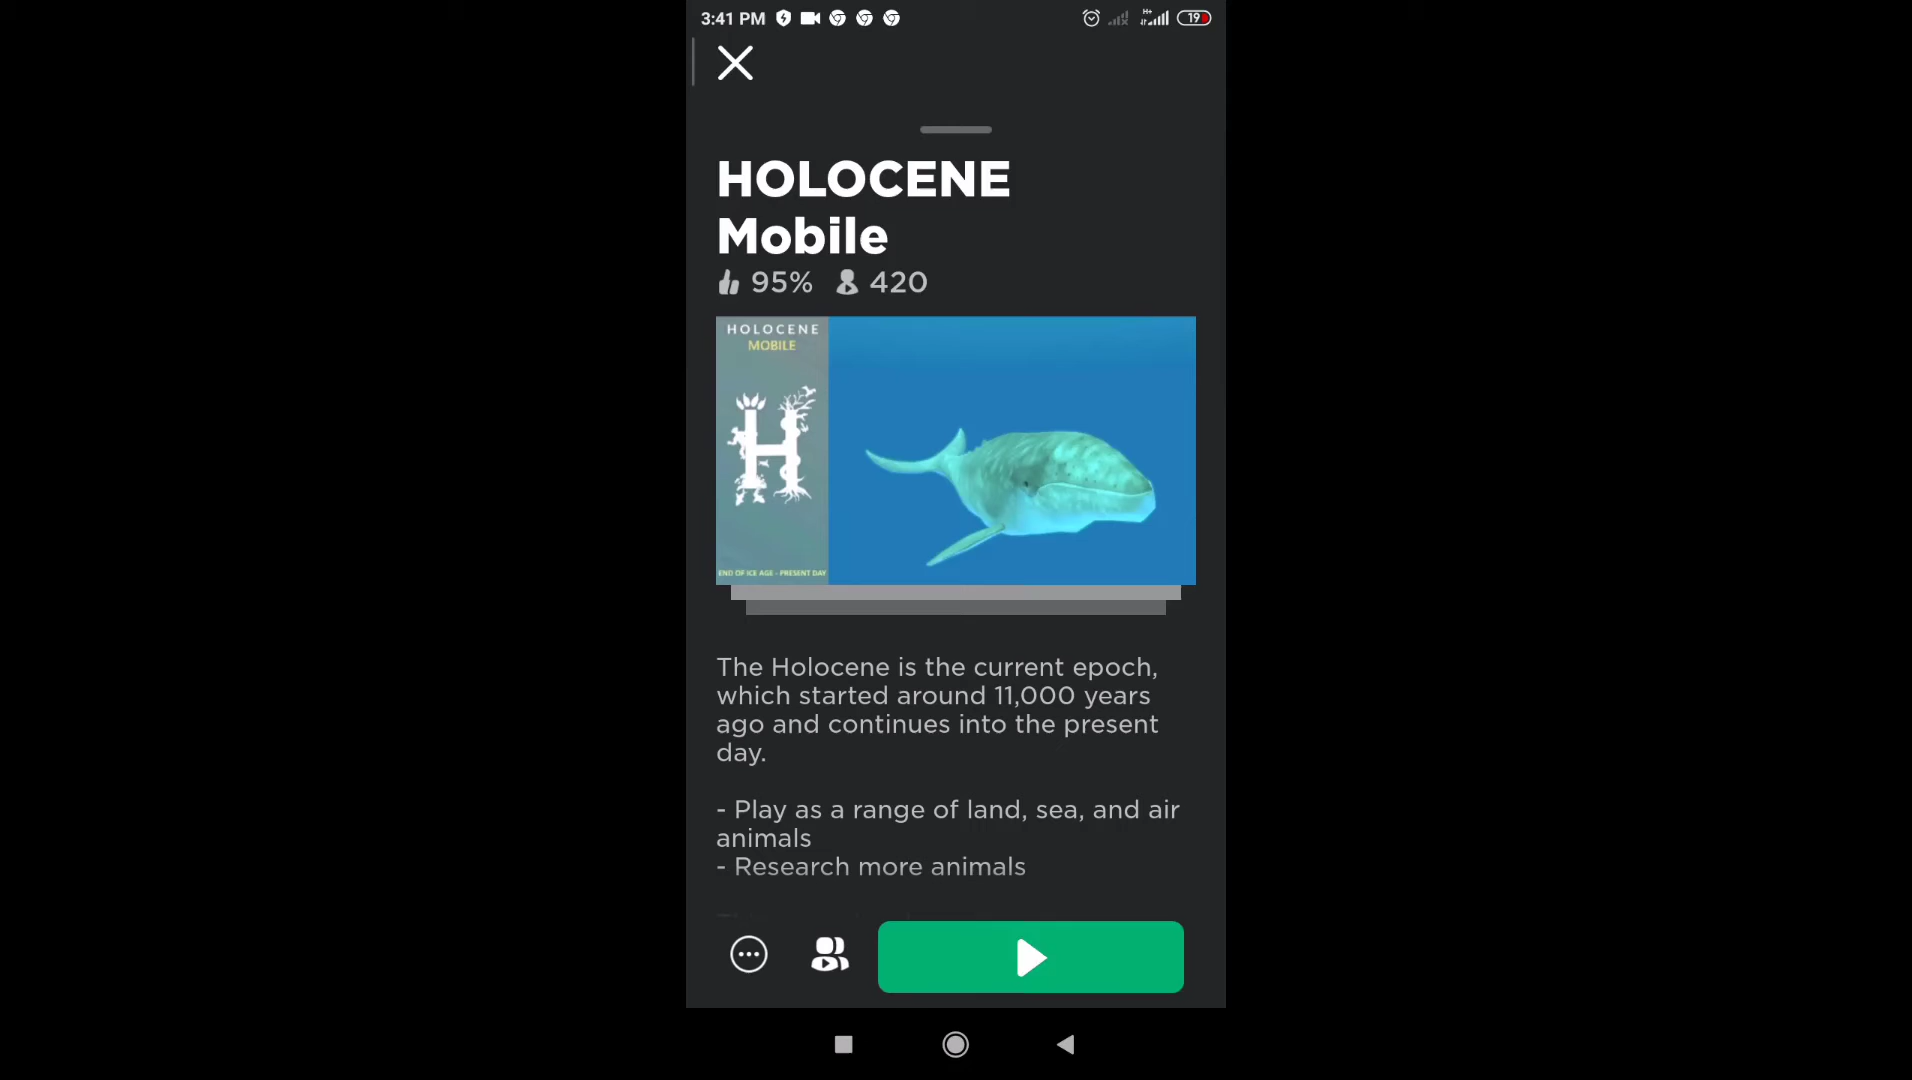 3:41 PM
H+
19
HOLOCENE
Mobile
95% 420
HOLOCENE
MOBILE
H
END OF ICE AGE - PRESENT DAY
The Holocene is the current epoch,
which started around 11,000 years
ago and continues into the present
day.
- Play as a range of land, sea, and air
animals
- Research more animals